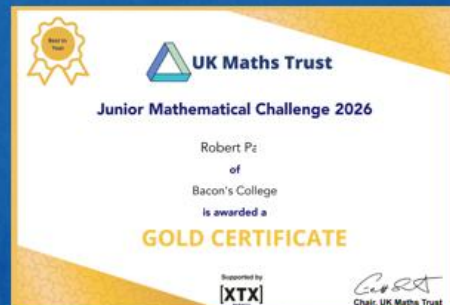 Best in
Year
UK Maths Trust
Junior Mathematical Challenge 2026
Robert
of
Bacon's College
is awarded a
GOLD CERTIFICATE
Supported by
[XTX]
Chair, UK Maths Trust